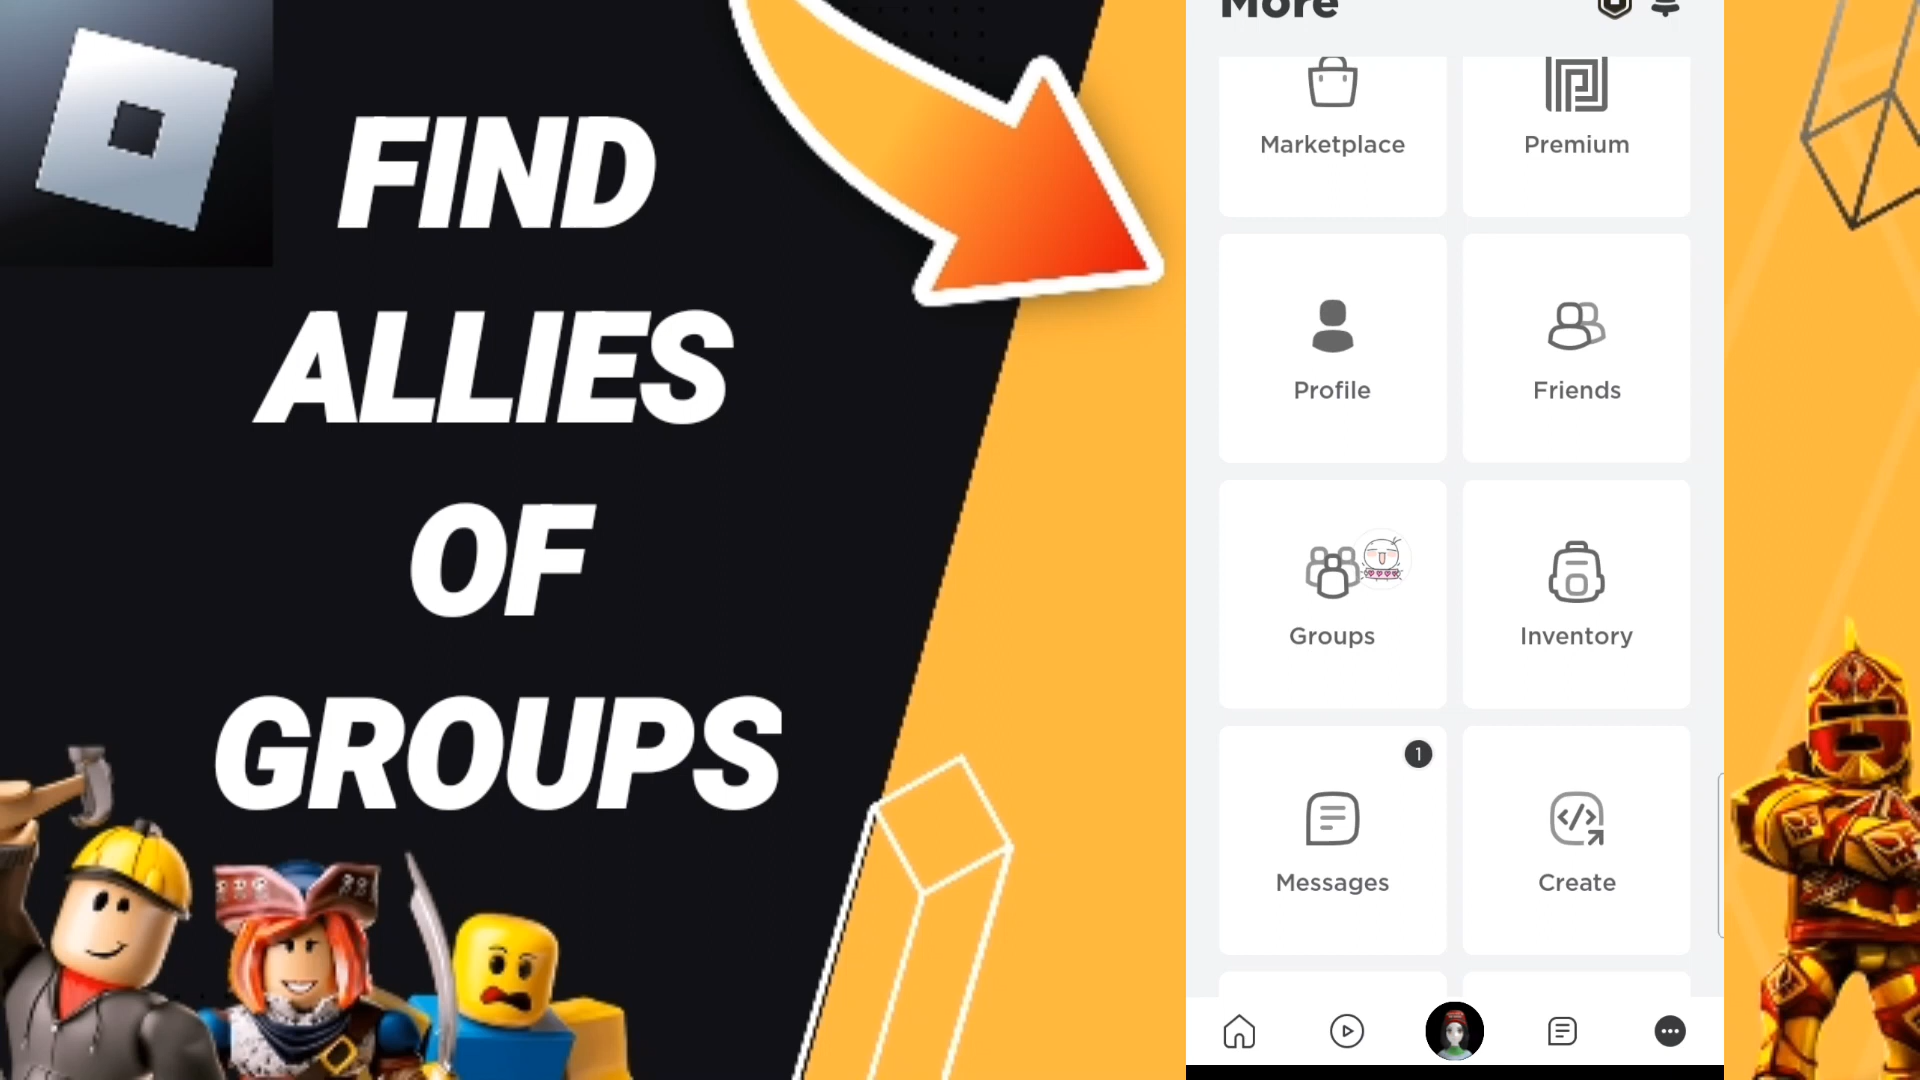 FIND
ALLIES
OF
GROUPS
More
Marketplace
Premium
Profile
Friends
Groups
Inventory
1
Messages
Create